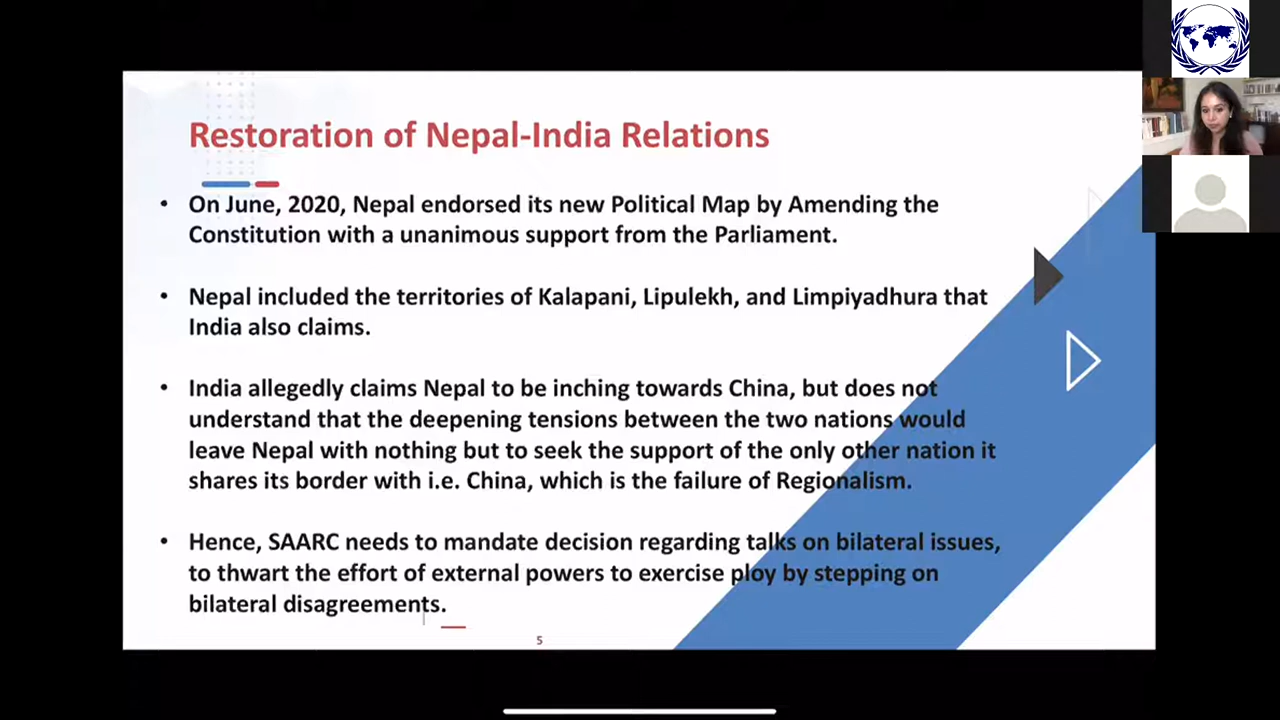 Restoration of Nepal-India Relations
• On June, 2020, Nepal endorsed its new Political Map by Amending the
Constitution with a unanimous support from the Parliament.
• Nepal included the territories of Kalapani, Lipulekh, and Limpiyadhura that
India also claims.
• India allegedly claims Nepal to be inching towards China, but does not
understand that the deepening tensions between the two nations would
leave Nepal with nothing but to seek the support of the only other nation it
shares its border with i.e. China, which is the failure of Regionalism.
• Hence, SAARC needs to mandate decision regarding talks on bilateral issues,
to thwart the effort of external powers to exercise ploy by stepping on
bilateral disagreements.
5